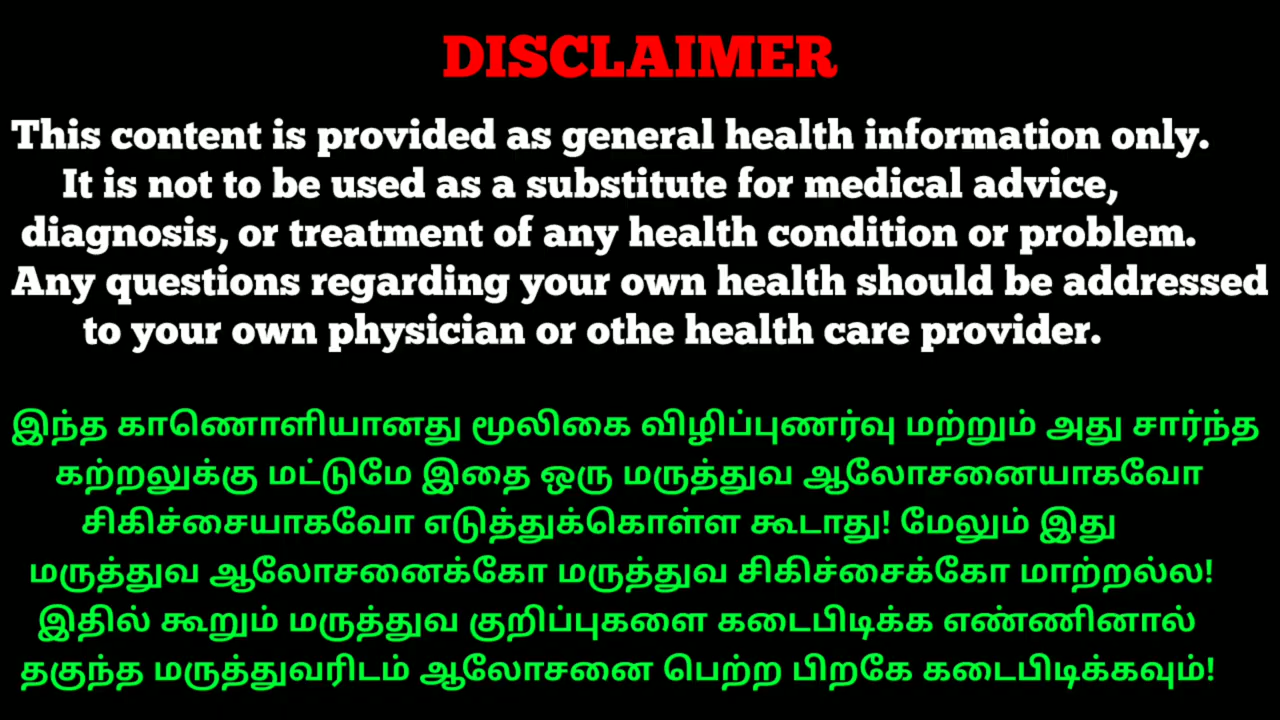 DISCLAIMER
This content is provided as general health information only.
It is not to be used as a substitute for medical advice,
diagnosis, or treatment of any health condition or problem.
Any questions regarding your own health should be addressed
to your own physician or othe health care provider.
இந்த காணொளியானது மூலிகை விழிப்புணர்வு மற்றும் அது சார்ந்த
கற்றலுக்கு மட்டுமே இதை ஒரு மருத்துவ ஆலோசனையாகவோ
சிகிச்சையாகவோ எடுத்துக்கொள்ள கூடாது! மேலும் இது
மருத்துவ ஆலோசனைக்கோ மருத்துவ சிகிச்சைக்கோ மாற்றல்ல!
இதில் கூறும் மருத்துவ குறிப்புகளை கடைபிடிக்க எண்ணினால்
தகுந்த மருத்துவரிடம் ஆலோசனை பெற்ற பிறகே கடைபிடிக்கவும்!